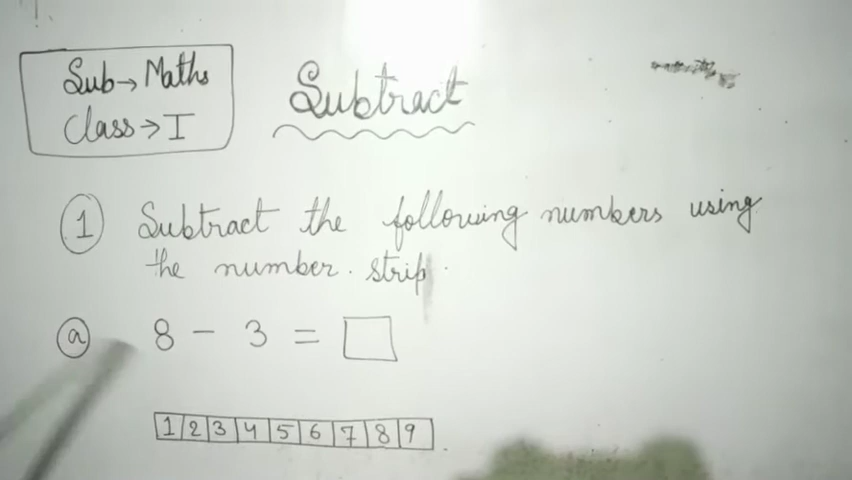 Sub→Maths
Class→I
Subtract
1 Subtract the following numbers using
the number strip.
a 8 - 3 = □
1 2 3 4 5 6 7 8 9